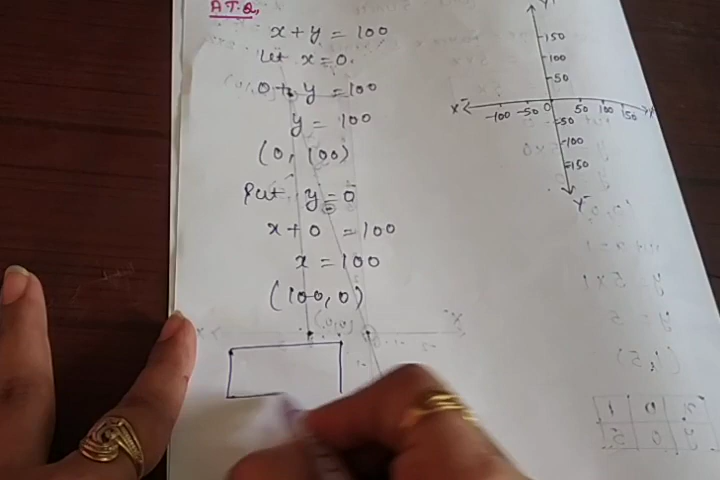 A.T.Q,
x + y = 100
Let x = 0.
0 + y = 100
y = 100
(0, 100)
Put y = 0
x + 0 = 100
x = 100
(100, 0)
Y
150
100
50
X⁻ -100 -50 0 50 100 150 X
-50
-100
-150
Y⁻